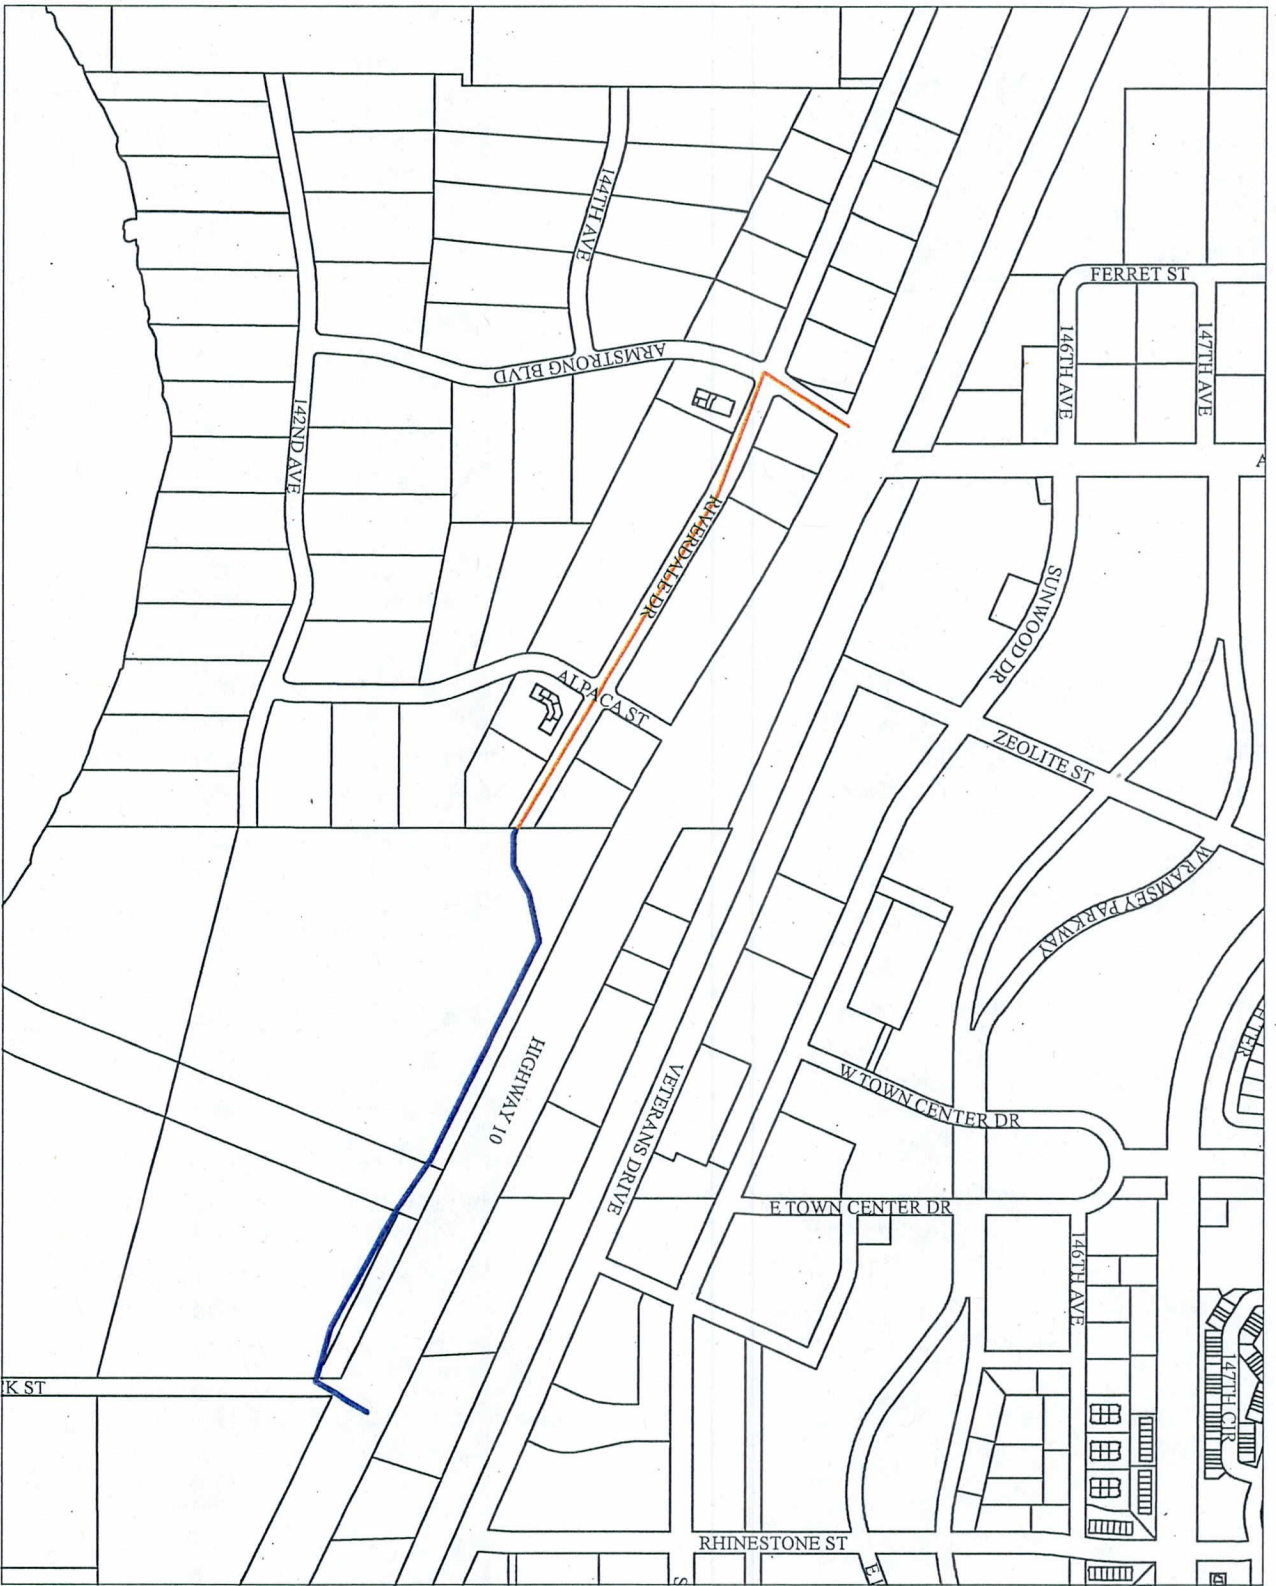 FERRET ST
144TH AVE
146TH AVE
147TH AVE
ARMSTRONG BLVD
142ND AVE
A
RIVERDALE DR
SUNWOOD DR
ALPACA ST
ZEOLITE ST
W RAMSEY PARKWAY
H TER
HIGHWAY 10
VETERANS DRIVE
W TOWN CENTER DR
E TOWN CENTER DR
146TH AVE
147TH CIR
K ST
RHINESTONE ST
S
E